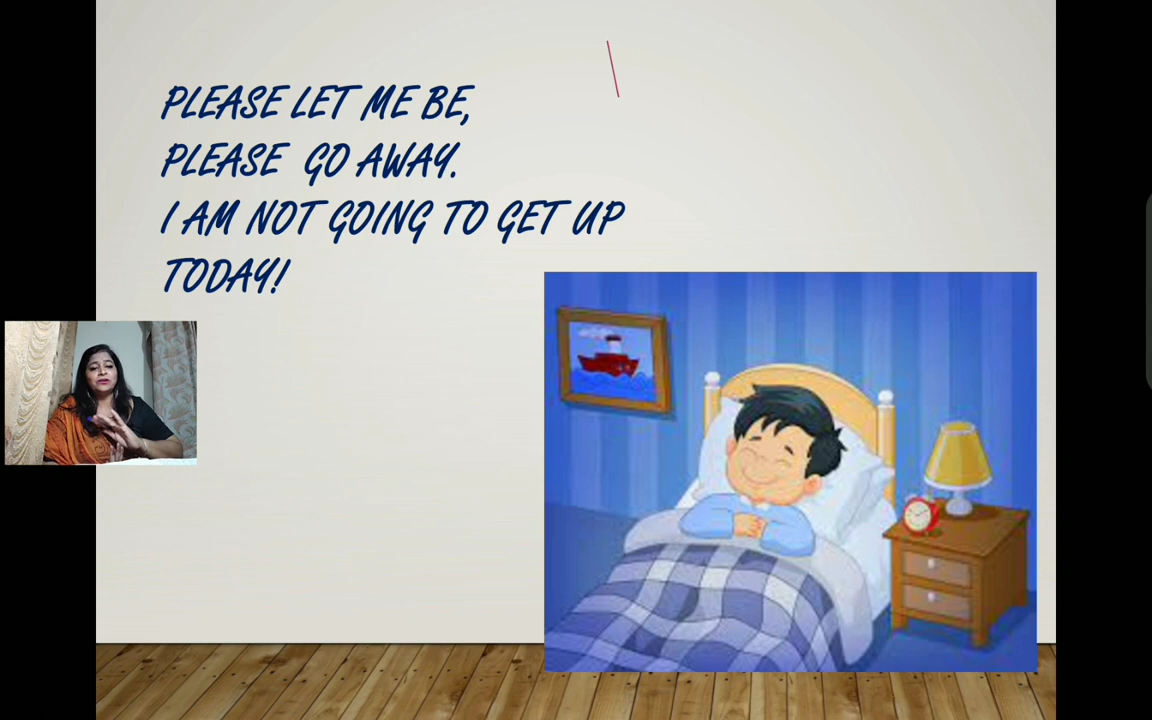 PLEASE LET ME BE,
PLEASE GO AWAY.
I AM NOT GOING TO GET UP
TODAY!